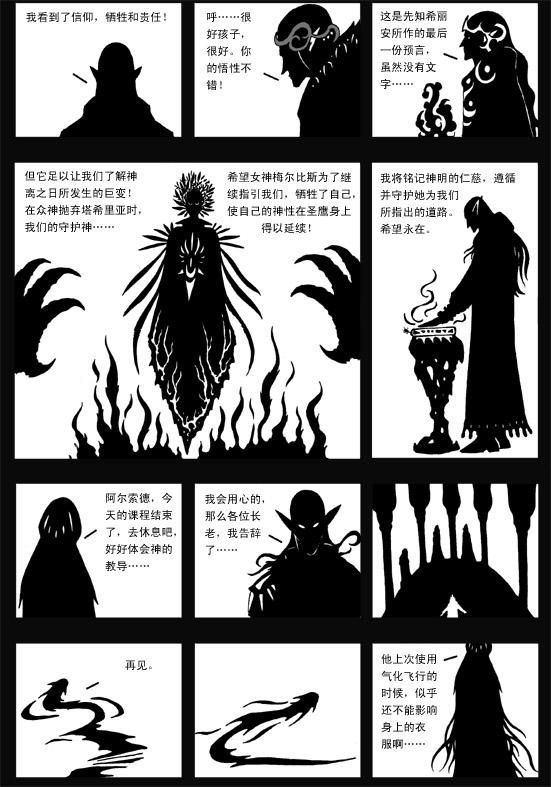 我看到了信仰，牺牲和责任！
呼……很
好孩子，
很好。你
的悟性不
错！
这是先知希丽
安所作的最后
一份预言，
虽然没有文
字……
但它足以让我们了解神
离之日所发生的巨变！
在众神抛弃塔希里亚时，
我们的守护神……
希望女神梅尔比斯为了继
续指引我们，牺牲了自己，
使自己的神性在圣鹰身上
得以延续！
我将铭记神明的仁慈，遵循
并守护她为我们
所指出的道路。
希望永在。
阿尔索德，今
天的课程结束
了，去休息吧，
好好体会神的
教导……
我会用心的，
那么各位长
老，我告辞
了……
再见。
他上次使用
气化飞行的
时候，似乎
还不能影响
身上的衣
服啊……